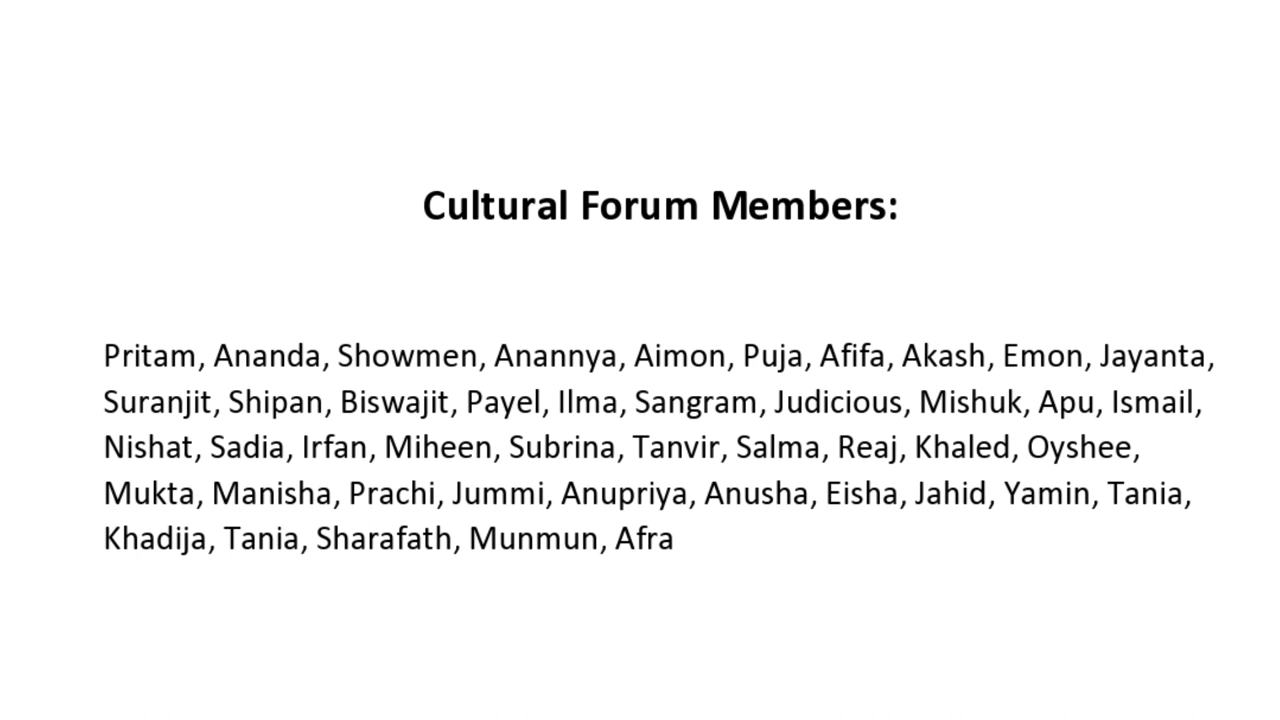 Cultural Forum Members:
Pritam, Ananda, Showmen, Anannya, Aimon, Puja, Afifa, Akash, Emon, Jayanta,
Suranjit, Shipan, Biswajit, Payel, Ilma, Sangram, Judicious, Mishuk, Apu, Ismail,
Nishat, Sadia, Irfan, Miheen, Subrina, Tanvir, Salma, Reaj, Khaled, Oyshee,
Mukta, Manisha, Prachi, Jummi, Anupriya, Anusha, Eisha, Jahid, Yamin, Tania,
Khadija, Tania, Sharafath, Munmun, Afra